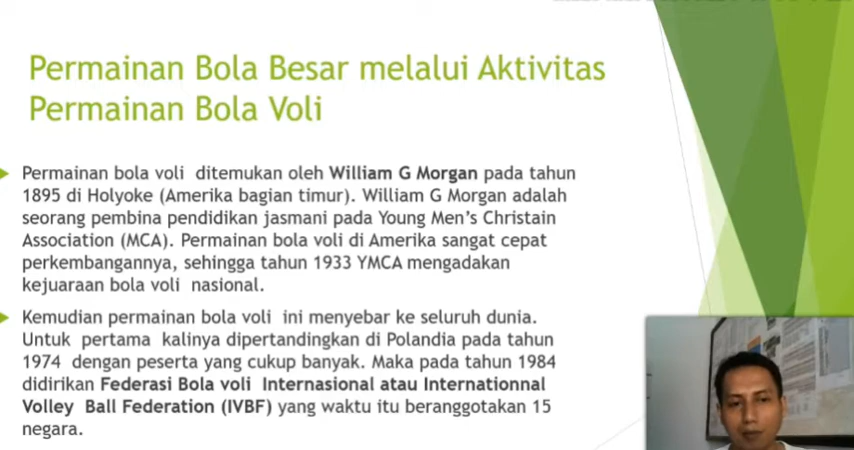 Permainan Bola Besar melalui Aktivitas
Permainan Bola Voli
Permainan bola voli ditemukan oleh William G Morgan pada tahun
1895 di Holyoke (Amerika bagian timur). William G Morgan adalah
seorang pembina pendidikan jasmani pada Young Men's Christain
Association (MCA). Permainan bola voli di Amerika sangat cepat
perkembangannya, sehingga tahun 1933 YMCA mengadakan
kejuaraan bola voli nasional.
Kemudian permainan bola voli ini menyebar ke seluruh dunia.
Untuk pertama kalinya dipertandingkan di Polandia pada tahun
1974 dengan peserta yang cukup banyak. Maka pada tahun 1984
didirikan Federasi Bola voli Internasional atau Internationnal
Volley Ball Federation (IVBF) yang waktu itu beranggotakan 15
negara.